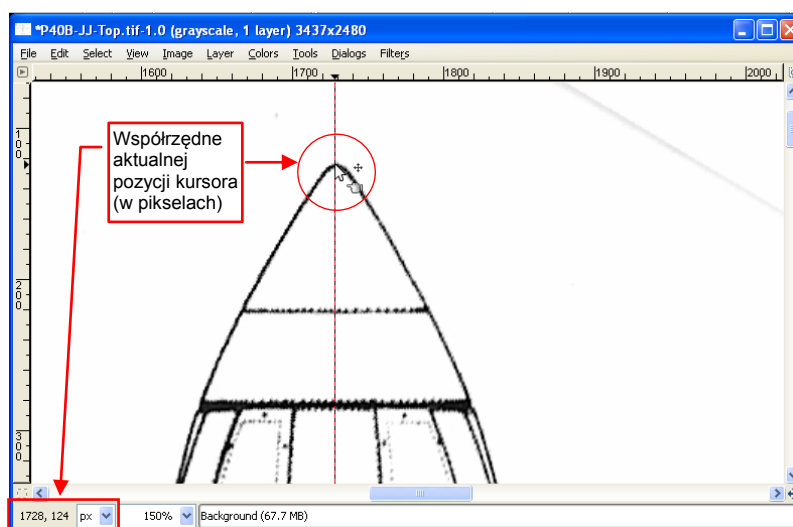 *P40B-JJ-Top.tif-1.0 (grayscale, 1 layer) 3437x2480
File Edit Select View Image Layer Colors Tools Dialogs Filters
1600 1700 1800 1900 2000
100
Współrzędne
aktualnej
pozycji kursora
(w pikselach)
200
300
1728, 124 px 150% Background (67.7 MB)